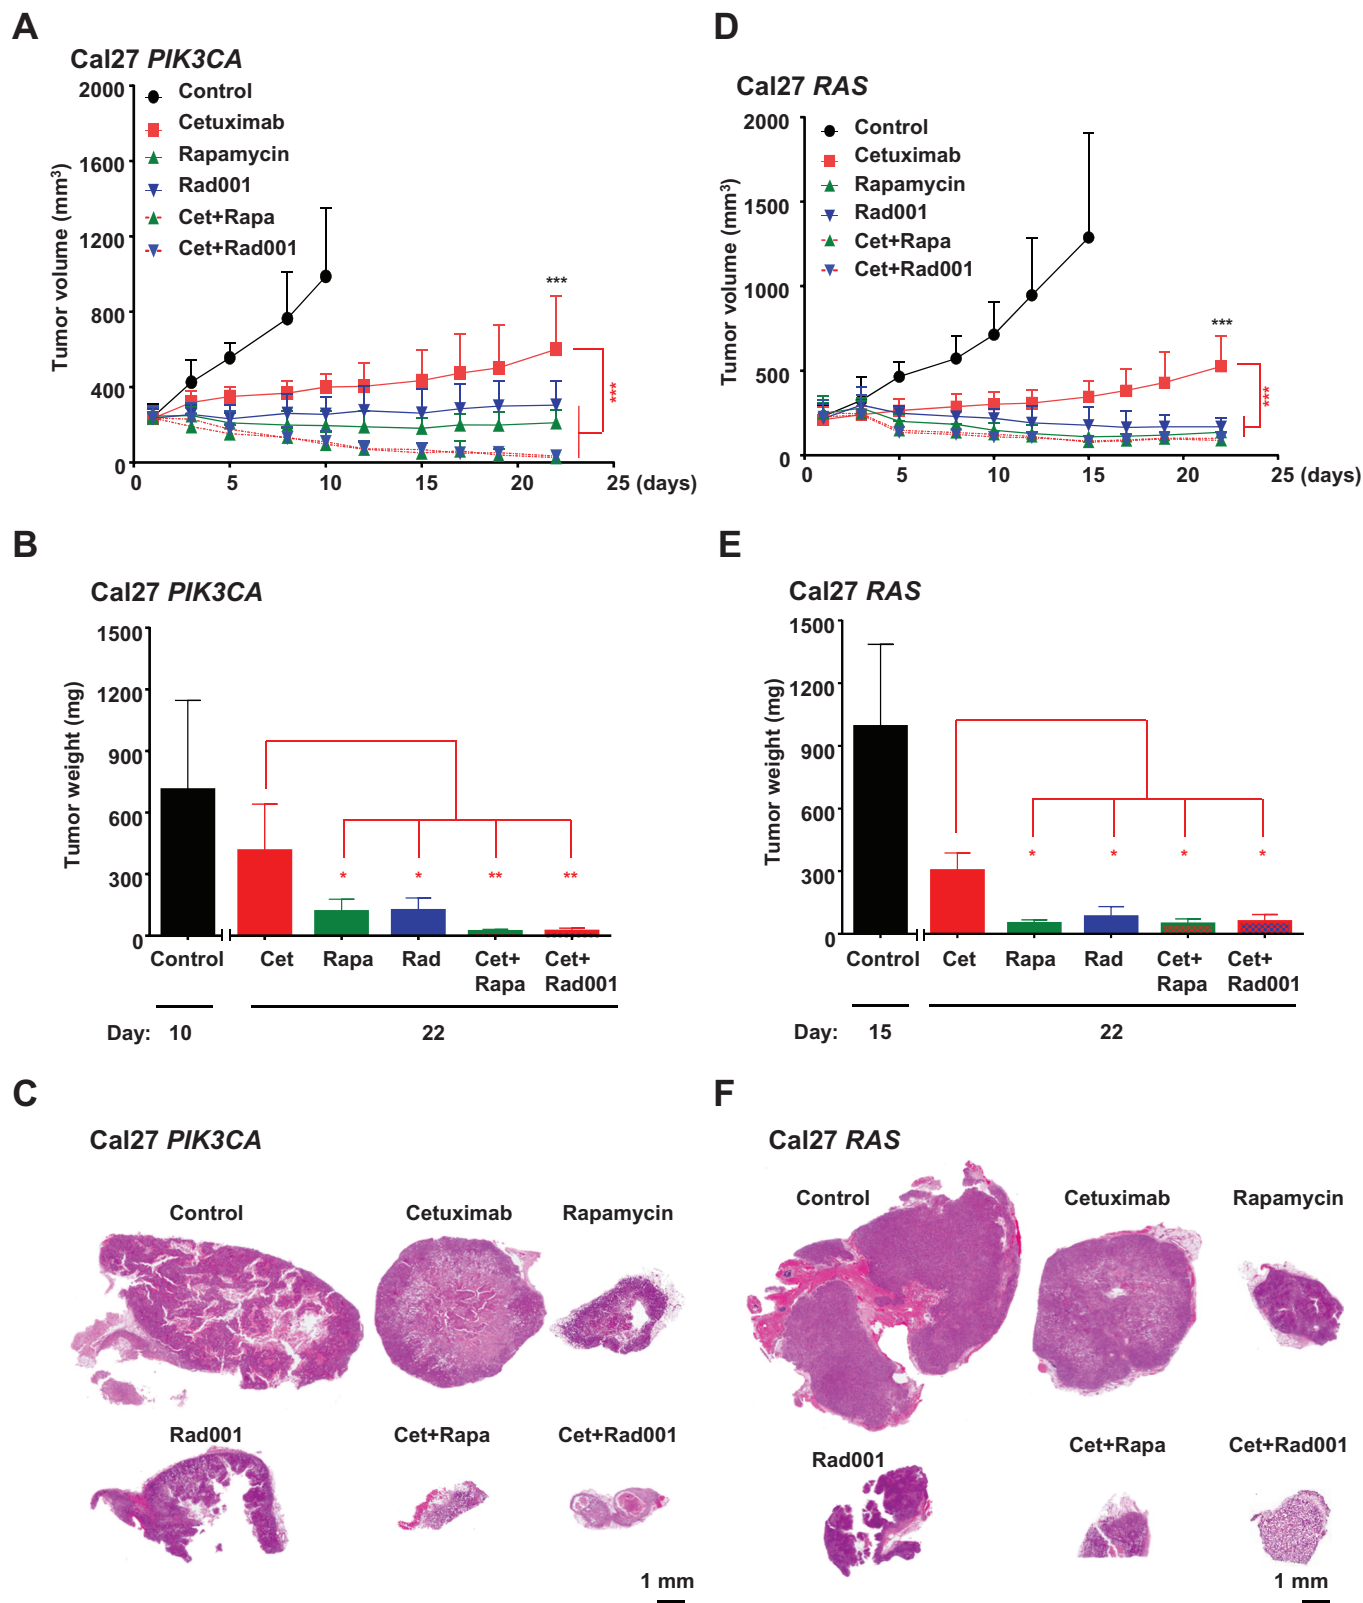 A
Cal27 PIK3CA
Tumor volume (mm³)
2000
1600
1200
800
400
0
Control
Cetuximab
Rapamycin
Rad001
Cet+Rapa
Cet+Rad001
***
***
0 5 10 15 20 25 (days)
D
Cal27 RAS
Tumor volume (mm³)
2000
1500
1000
500
0
Control
Cetuximab
Rapamycin
Rad001
Cet+Rapa
Cet+Rad001
***
***
0 5 10 15 20 25 (days)
B
Cal27 PIK3CA
Tumor weight (mg)
1500
1200
900
600
300
0
* * ** **
Control Cet Rapa Rad Cet+ Cet+
Rapa Rad001
Day: 10 22
E
Cal27 RAS
Tumor weight (mg)
1500
1200
900
600
300
0
* * * *
Control Cet Rapa Rad Cet+ Cet+
Rapa Rad001
Day: 15 22
C
Cal27 PIK3CA
Control Cetuximab Rapamycin
Rad001 Cet+Rapa Cet+Rad001
1 mm
F
Cal27 RAS
Control Cetuximab Rapamycin
Rad001 Cet+Rapa Cet+Rad001
1 mm